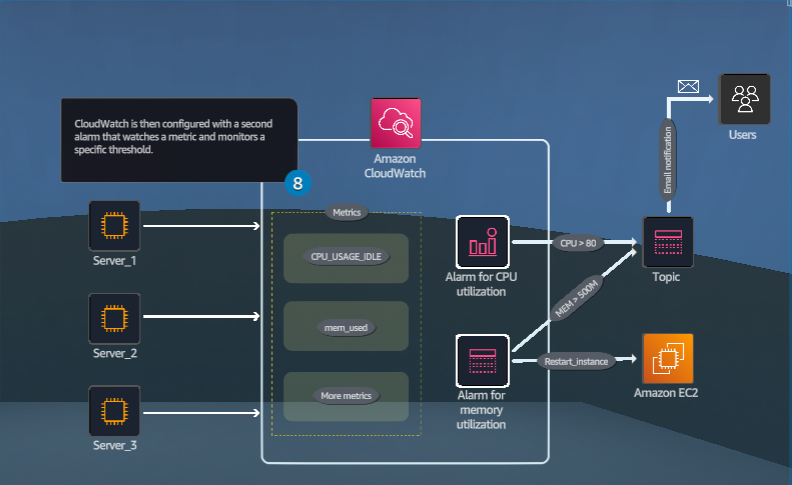 CloudWatch is then configured with a second
alarm that watches a metric and monitors a
specific threshold.
8
Amazon
CloudWatch
Users
Email notification
Server_1
Server_2
Server_3
Metrics
CPU_USAGE_IDLE
mem_used
More metrics
Alarm for CPU
utilization
CPU > 80
Topic
MEM > 500M
Alarm for
memory
utilization
Restart_instance
Amazon EC2